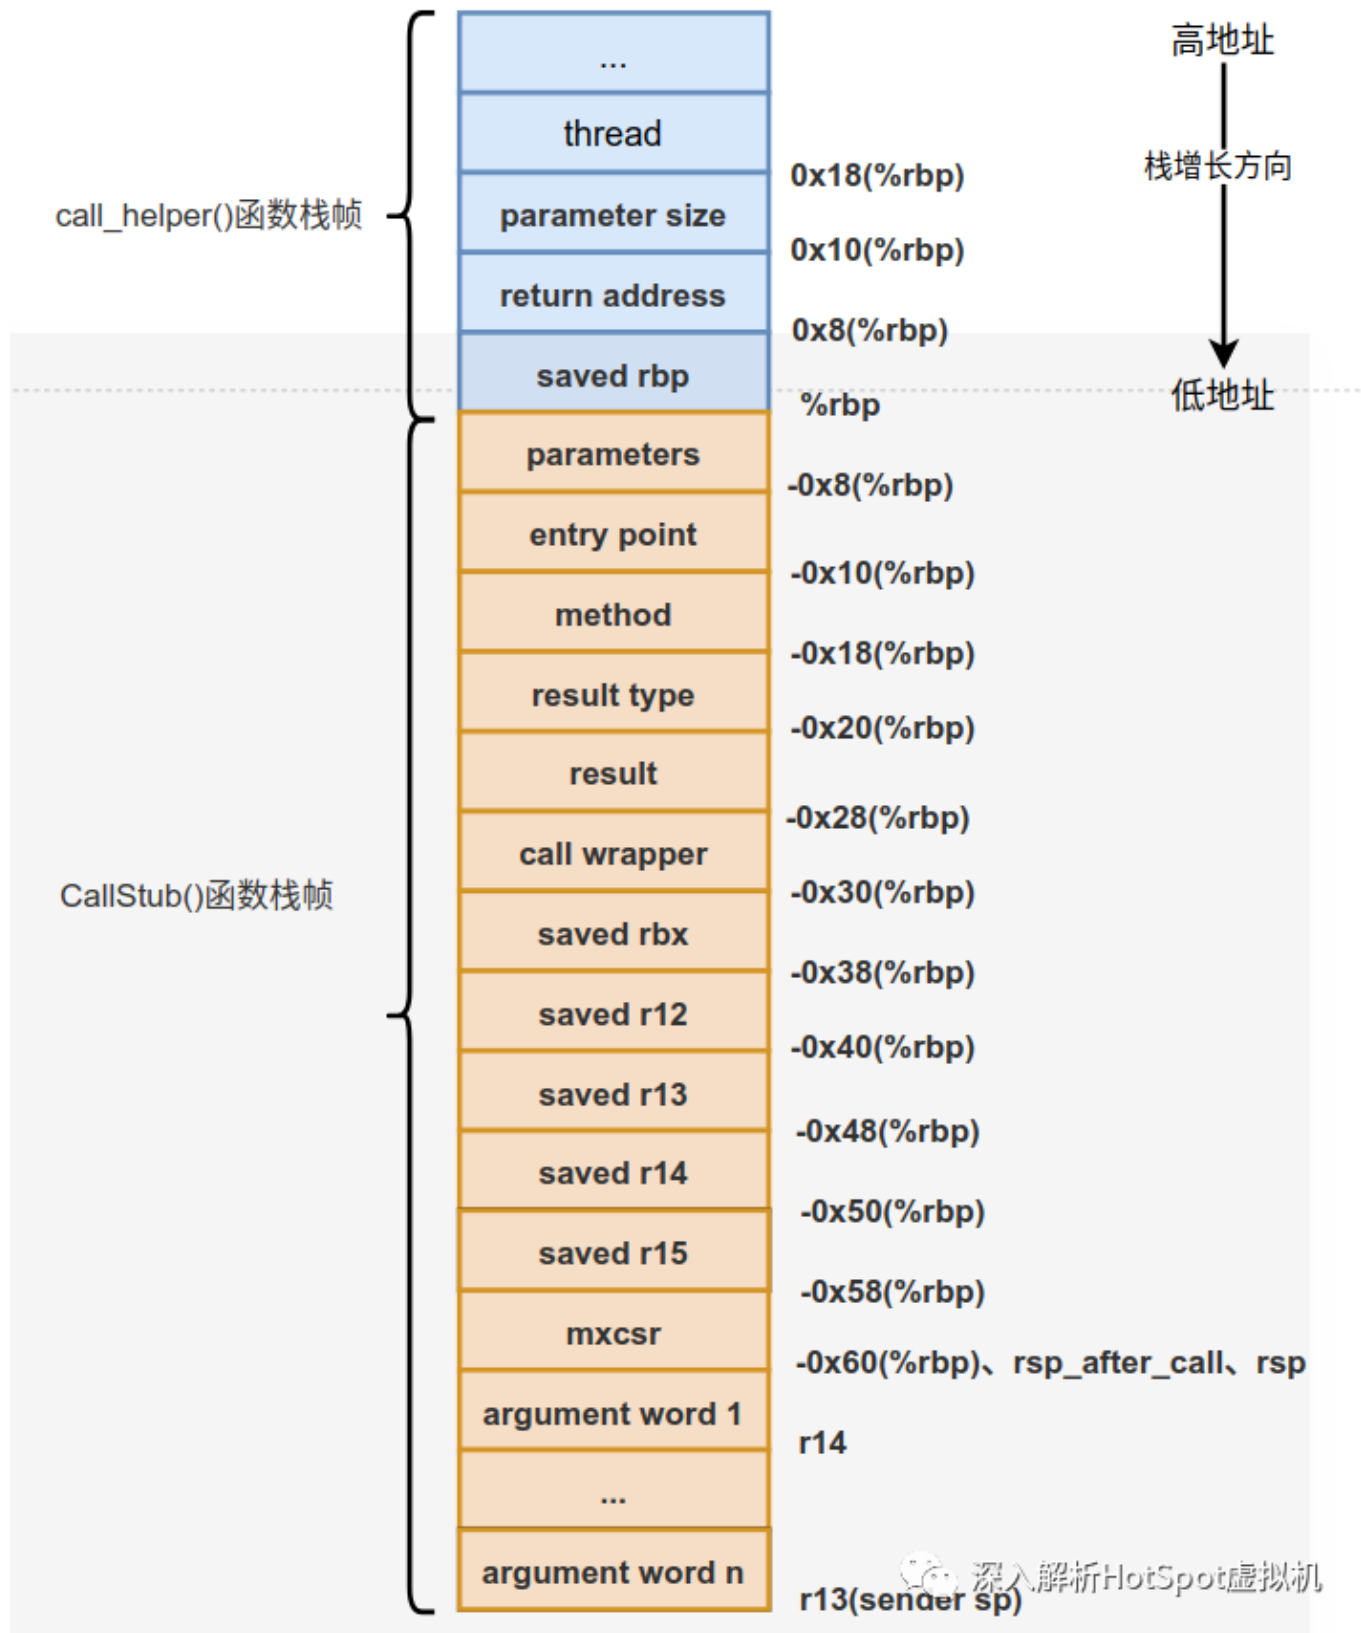 高地址
...
thread
栈增长方向
0x18(%rbp)
call_helper()函数栈帧
parameter size
0x10(%rbp)
return address
0x8(%rbp)
saved rbp
低地址
%rbp
parameters
-0x8(%rbp)
entry point
-0x10(%rbp)
method
-0x18(%rbp)
result type
-0x20(%rbp)
result
-0x28(%rbp)
call wrapper
-0x30(%rbp)
CallStub()函数栈帧
saved rbx
-0x38(%rbp)
saved r12
-0x40(%rbp)
saved r13
-0x48(%rbp)
saved r14
-0x50(%rbp)
saved r15
-0x58(%rbp)
mxcsr
-0x60(%rbp)、rsp_after_call、rsp
argument word 1
r14
...
argument word n
深入解析HotSpot虚拟机
r13(sender sp)